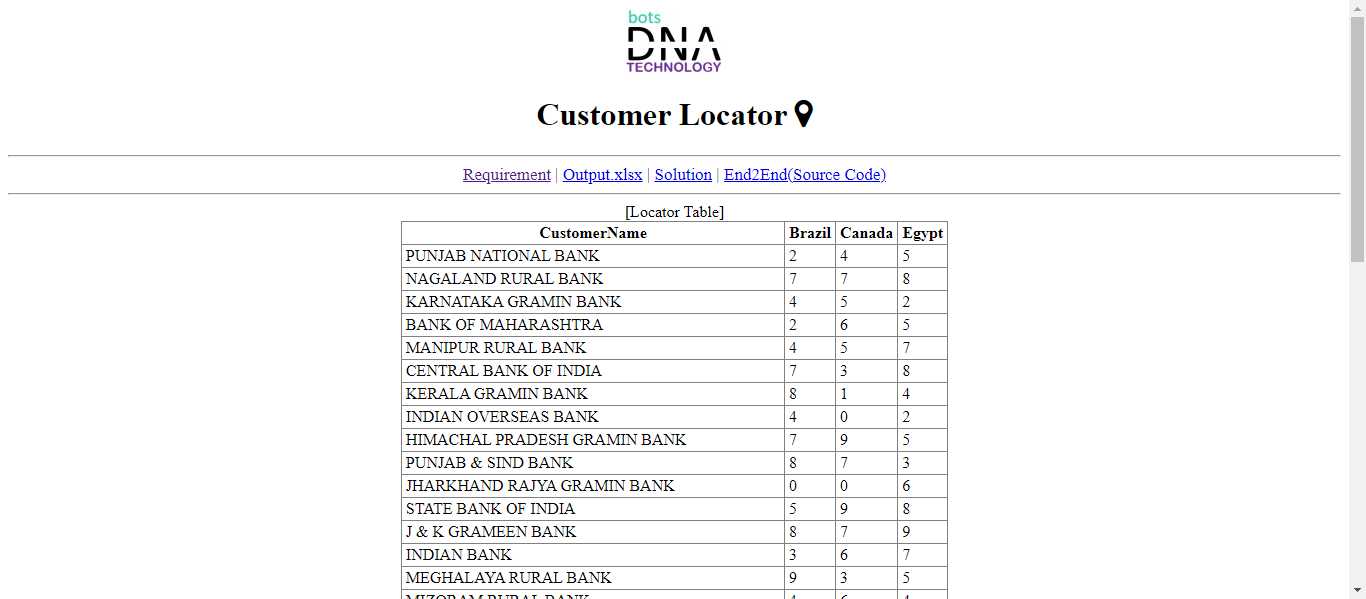 bots
DNA
TECHNOLOGY
Customer Locator
Requirement | Output.xlsx | Solution | End2End(Source Code)
[Locator Table]
CustomerName Brazil Canada Egypt
PUNJAB NATIONAL BANK 2 4 5
NAGALAND RURAL BANK 7 7 8
KARNATAKA GRAMIN BANK 4 5 2
BANK OF MAHARASHTRA 2 6 5
MANIPUR RURAL BANK 4 5 7
CENTRAL BANK OF INDIA 7 3 8
KERALA GRAMIN BANK 8 1 4
INDIAN OVERSEAS BANK 4 0 2
HIMACHAL PRADESH GRAMIN BANK 7 9 5
PUNJAB & SIND BANK 8 7 3
JHARKHAND RAJYA GRAMIN BANK 0 0 6
STATE BANK OF INDIA 5 9 8
J & K GRAMEEN BANK 8 7 9
INDIAN BANK 3 6 7
MEGHALAYA RURAL BANK 9 3 5
MIZORAM RURAL BANK